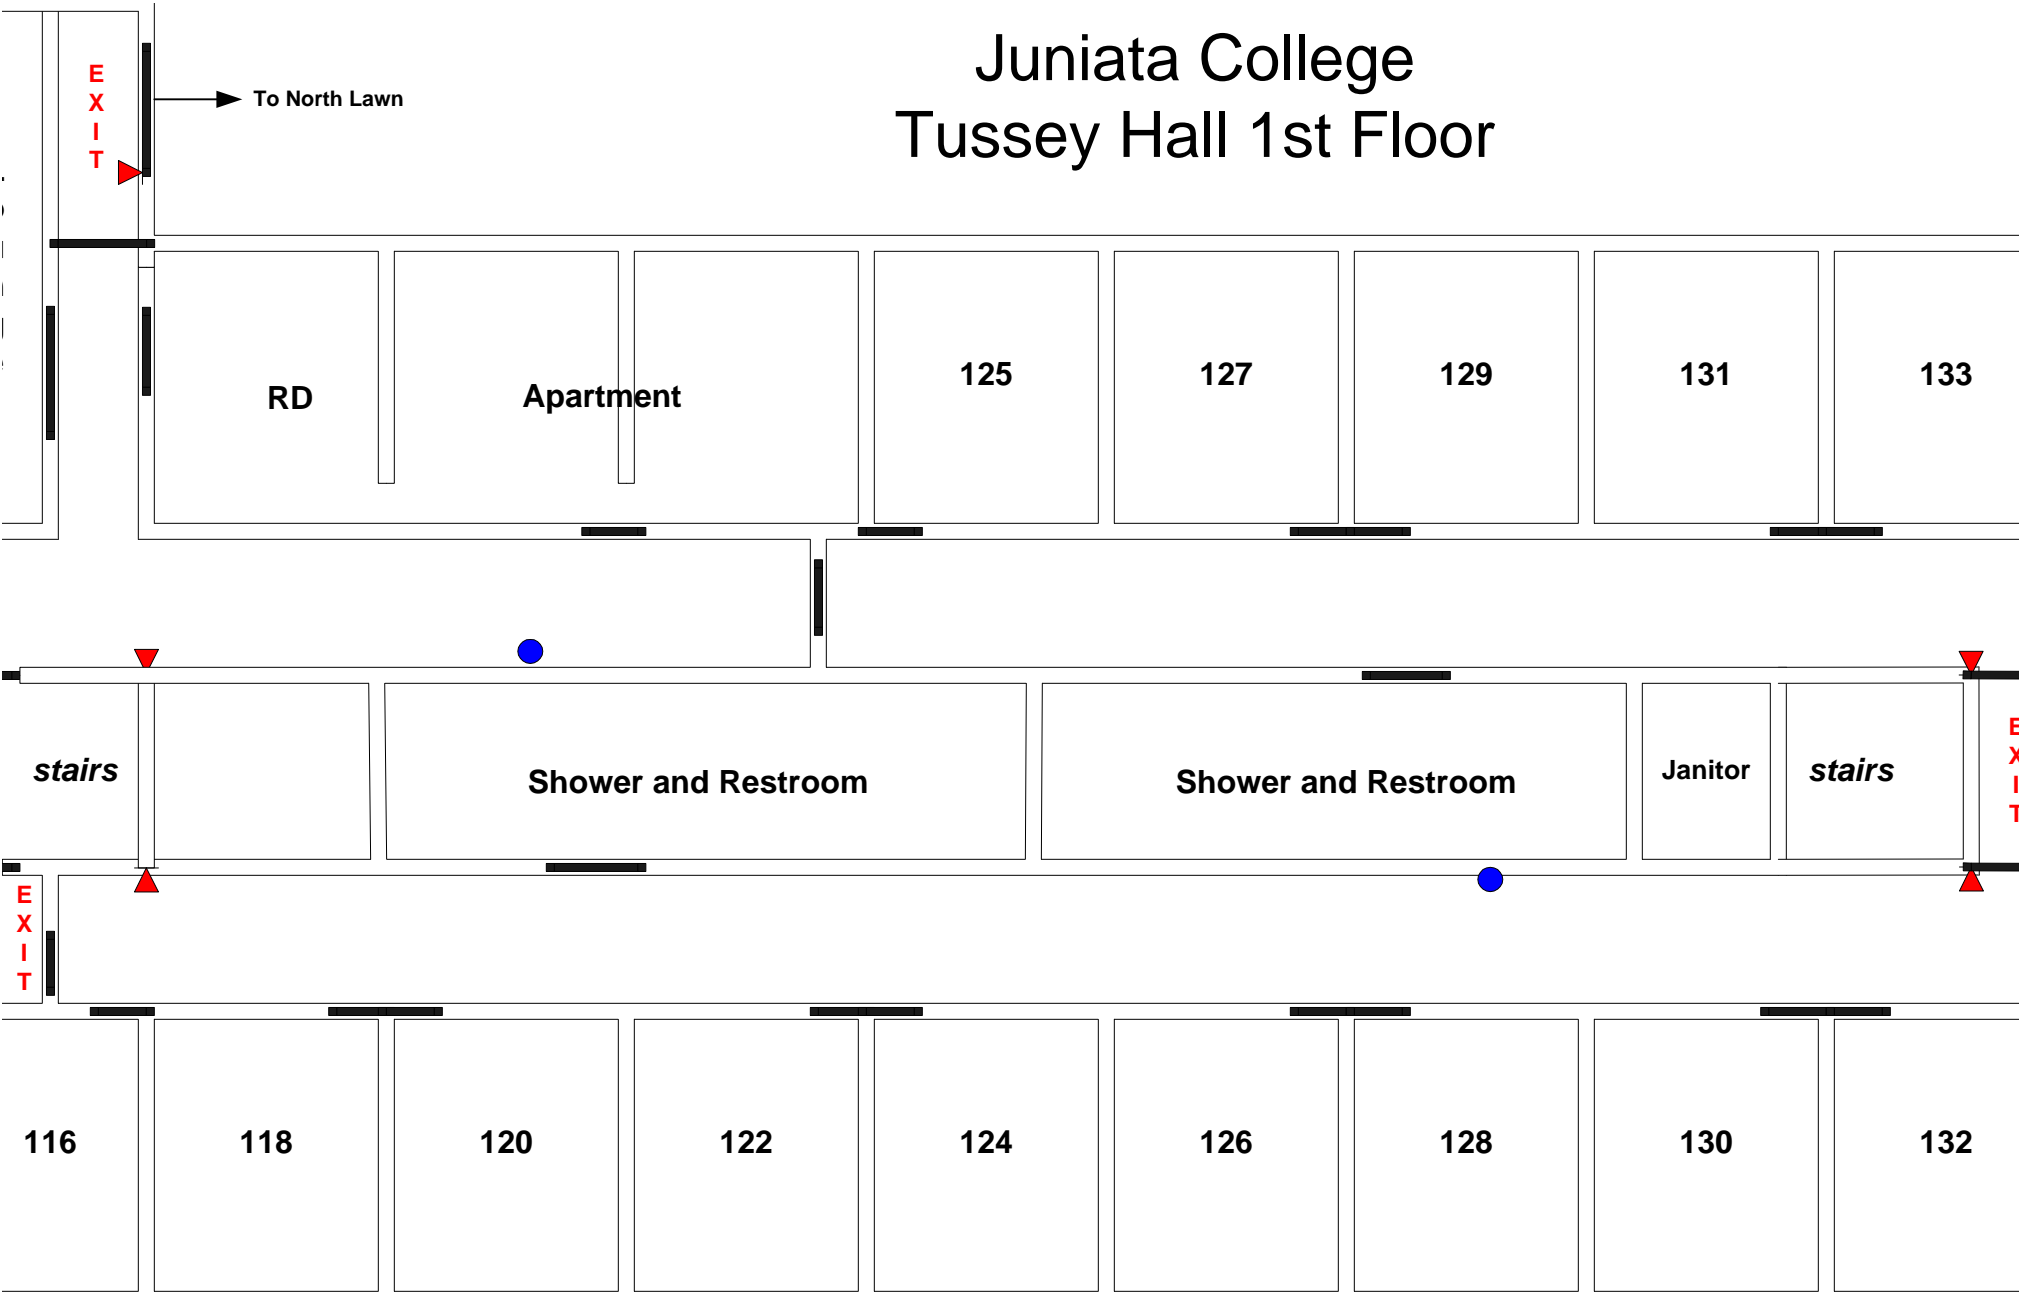 Juniata College
Tussey Hall 1st Floor
EXIT
To North Lawn
RD
Apartment
125
127
129
131
133
stairs
Shower and Restroom
Shower and Restroom
Janitor
stairs
EXIT
EXIT
116
118
120
122
124
126
128
130
132